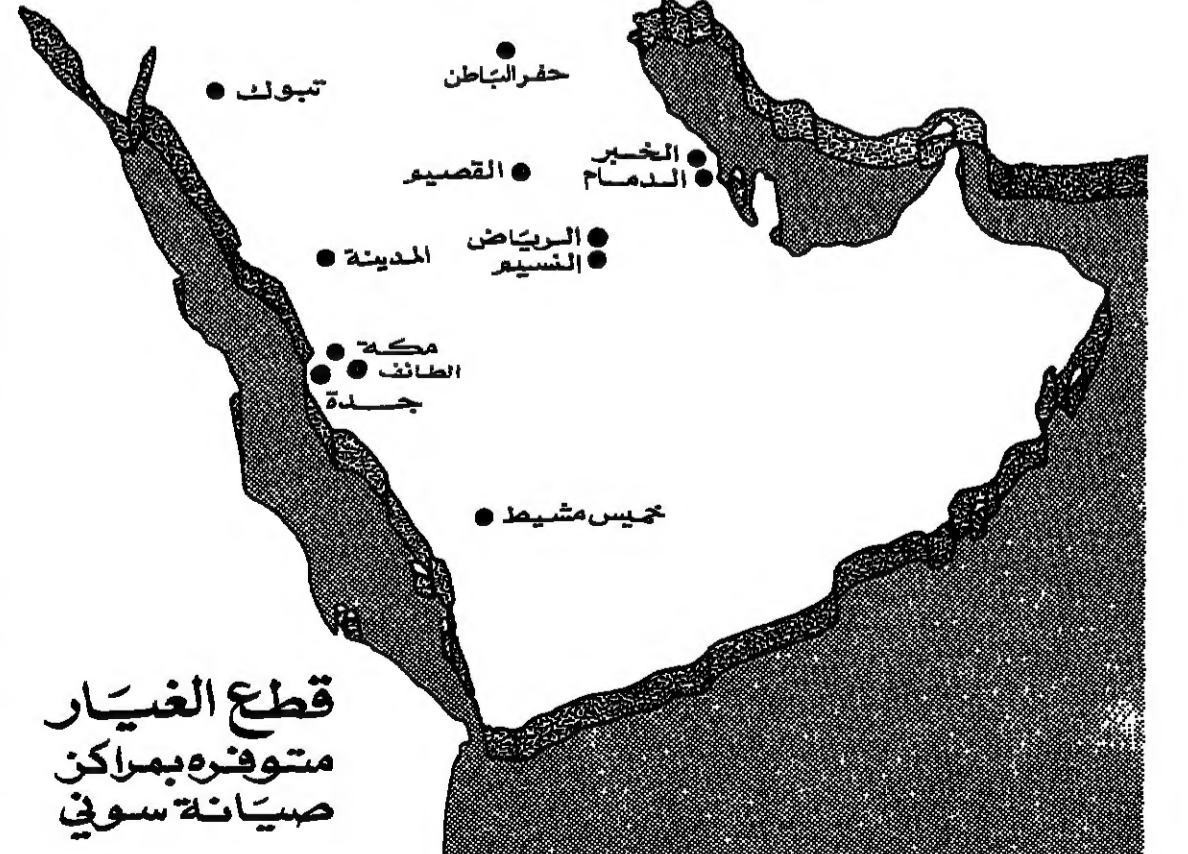 حفر الباطن
تبوك
الخبر
الدمام
القصيم
الرياض
النسيم
المدينة
مكة
الطائف
جدة
خميس مشيط
قطع الغيار
متوفره بمراكز
صيانة سوني